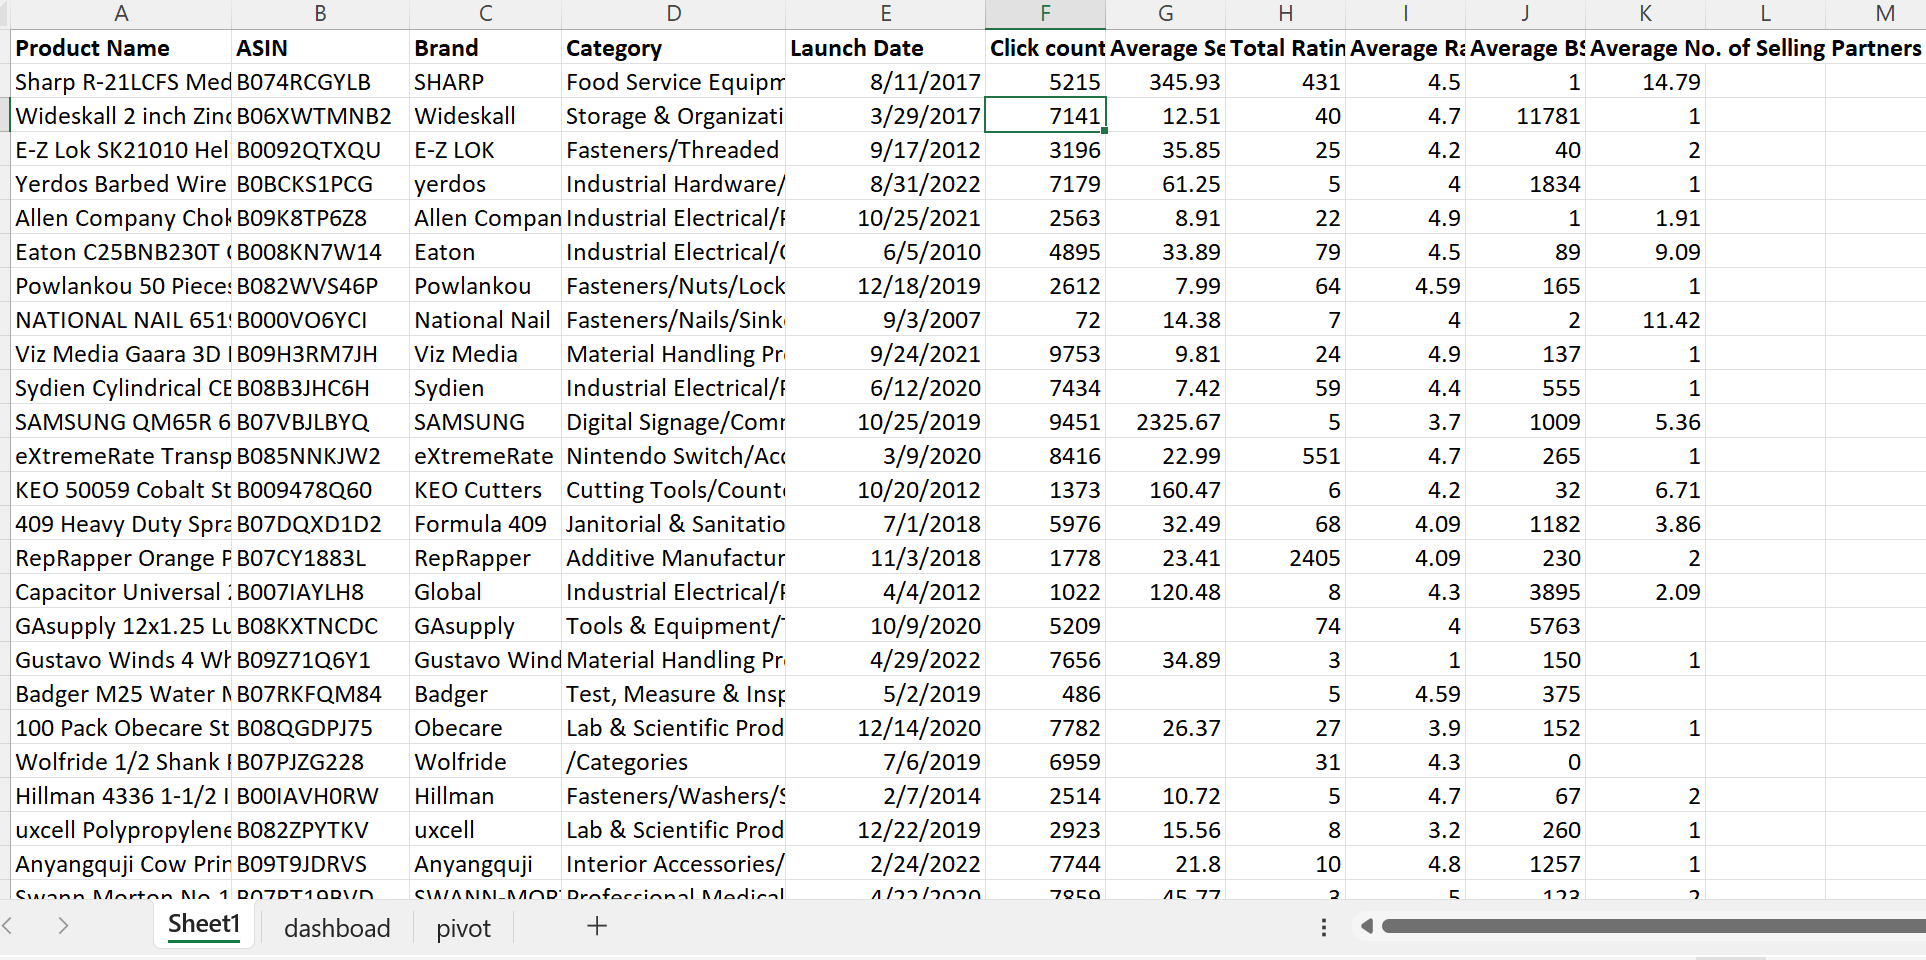 A B C D E F G H I J K L M
Product Name ASIN Brand Category Launch Date Click count Average Se Total Ratin Average Ra Average BS Average No. of Selling Partners
Sharp R-21LCFS Med B074RCGYLB SHARP Food Service Equipm 8/11/2017 5215 345.93 431 4.5 1 14.79
Wideskall 2 inch Zinc B06XWTMNB2 Wideskall Storage & Organizati 3/29/2017 7141 12.51 40 4.7 11781 1
E-Z Lok SK21010 Hel B0092QTXQU E-Z LOK Fasteners/Threaded 9/17/2012 3196 35.85 25 4.2 40 2
Yerdos Barbed Wire B0BCKS1PCG yerdos Industrial Hardware/ 8/31/2022 7179 61.25 5 4 1834 1
Allen Company Chok B09K8TP6Z8 Allen Compan Industrial Electrical/ 10/25/2021 2563 8.91 22 4.9 1 1.91
Eaton C25BNB230T B008KN7W14 Eaton Industrial Electrical/ 6/5/2010 4895 33.89 79 4.5 89 9.09
Powlankou 50 Pieces B082WVS46P Powlankou Fasteners/Nuts/Lock 12/18/2019 2612 7.99 64 4.59 165 1
NATIONAL NAIL 651 B000VO6YCI National Nail Fasteners/Nails/Sink 9/3/2007 72 14.38 7 4 2 11.42
Viz Media Gaara 3D B09H3RM7JH Viz Media Material Handling Pr 9/24/2021 9753 9.81 24 4.9 137 1
Sydien Cylindrical CE B08B3JHC6H Sydien Industrial Electrical/ 6/12/2020 7434 7.42 59 4.4 555 1
SAMSUNG QM65R 6 B07VBJLBYQ SAMSUNG Digital Signage/Com 10/25/2019 9451 2325.67 5 3.7 1009 5.36
eXtremeRate Transp B085NNKJW2 eXtremeRate Nintendo Switch/Acc 3/9/2020 8416 22.99 551 4.7 265 1
KEO 50059 Cobalt St B009478Q60 KEO Cutters Cutting Tools/Count 10/20/2012 1373 160.47 6 4.2 32 6.71
409 Heavy Duty Spra B07DQXD1D2 Formula 409 Janitorial & Sanitatio 7/1/2018 5976 32.49 68 4.09 1182 3.86
RepRapper Orange P B07CY1883L RepRapper Additive Manufactur 11/3/2018 1778 23.41 2405 4.09 230 2
Capacitor Universal B007IAYLH8 Global Industrial Electrical/ 4/4/2012 1022 120.48 8 4.3 3895 2.09
GAsupply 12x1.25 Lu B08KXTNCDC GAsupply Tools & Equipment/ 10/9/2020 5209 74 4 5763
Gustavo Winds 4 Wh B09Z71Q6Y1 Gustavo Wind Material Handling Pr 4/29/2022 7656 34.89 3 1 150 1
Badger M25 Water B07RKFQM84 Badger Test, Measure & Insp 5/2/2019 486 5 4.59 375
100 Pack Obecare St B08QGDPJ75 Obecare Lab & Scientific Prod 12/14/2020 7782 26.37 27 3.9 152 1
Wolfride 1/2 Shank B07PJZG228 Wolfride /Categories 7/6/2019 6959 31 4.3 0
Hillman 4336 1-1/2 I B00IAVH0RW Hillman Fasteners/Washers/S 2/7/2014 2514 10.72 5 4.7 67 2
uxcell Polypropylene B082ZPYTKV uxcell Lab & Scientific Prod 12/22/2019 2923 15.56 8 3.2 260 1
Anyangquji Cow Prin B09T9JDRVS Anyangquji Interior Accessories/ 2/24/2022 7744 21.8 10 4.8 1257 1
Swann Morton No 1 B07RT19BVD SWANN-MOR Professional Medical 4/22/2020 7859 45.77 3 5 123 2
Sheet1 dashboad pivot